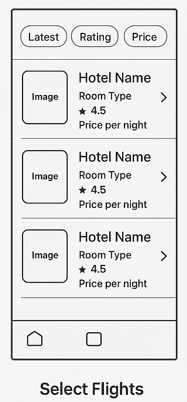 Latest Rating Price
Hotel Name
Image
Room Type
★ 4.5
Price per night
Hotel Name
Image
Room Type
★ 4.5
Price per night
Hotel Name
Image
Room Type
★ 4.5
Price per night
Select Flights